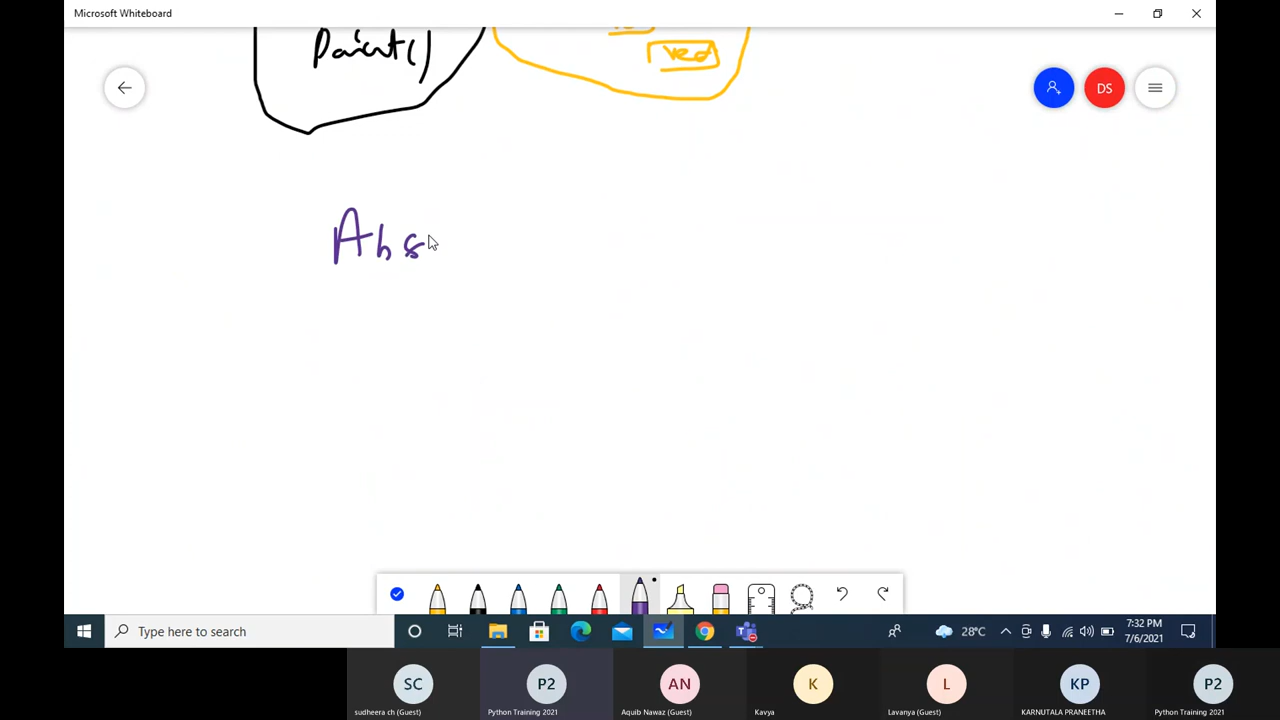 Microsoft Whiteboard
Paint()
red
DS
Abs
Type here to search
28°C
7:32 PM
7/6/2021
SC
P2
AN
K
L
KP
P2
sudheera ch (Guest)
Python Training 2021
Aquib Nawaz (Guest)
Kavya
Lavanya (Guest)
KARNUTALA PRANEETHA
Python Training 2021